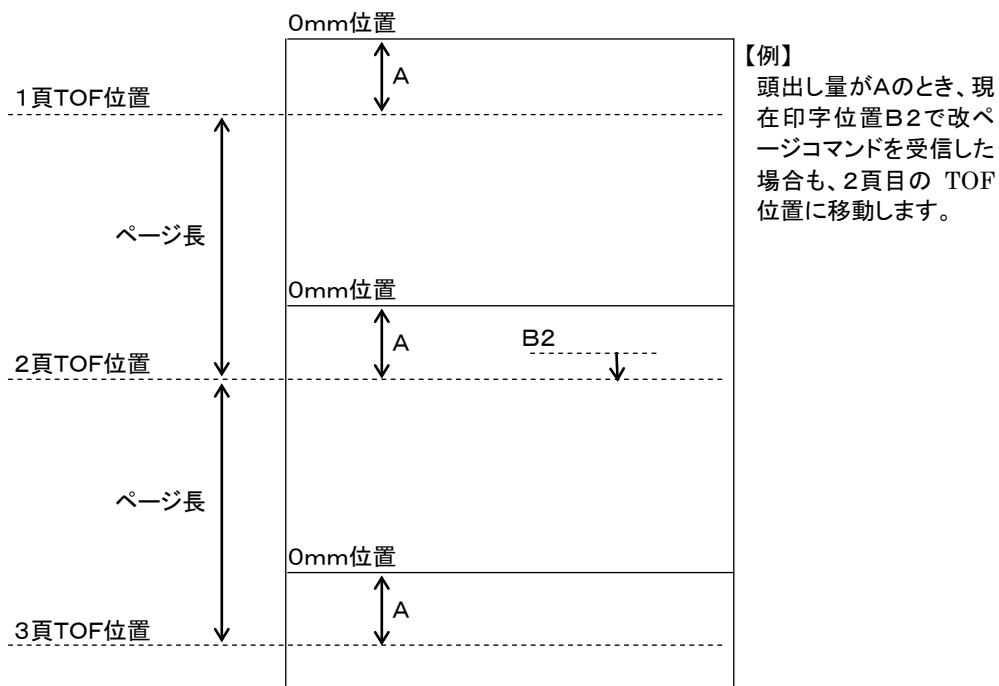 0mm位置
A
1頁TOF位置
ページ長
0mm位置
A
B2
2頁TOF位置
ページ長
0mm位置
A
3頁TOF位置
【例】
頭出し量がAのとき、現
在印字位置B2で改ペ
ージコマンドを受信した
場合も、2頁目の TOF
位置に移動します。